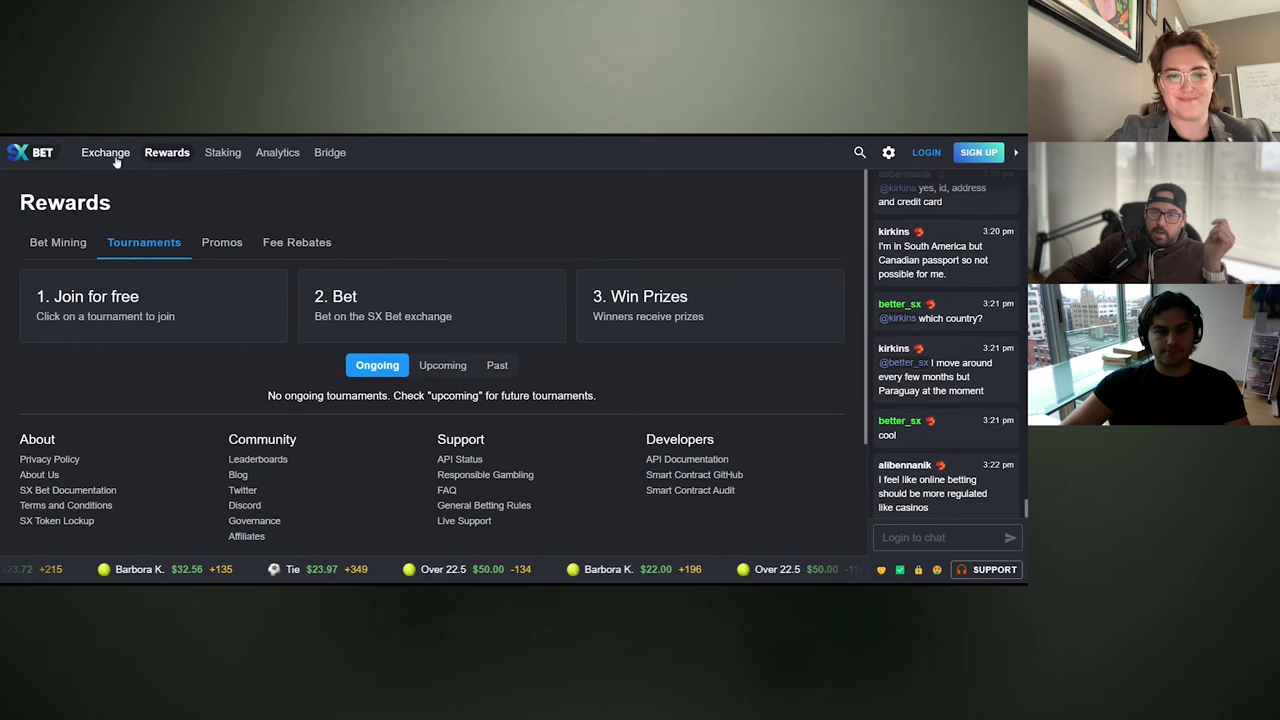 SX BET
Exchange
Rewards
Staking
Analytics
Bridge
LOGIN
SIGN UP
Rewards
Bet Mining
Tournaments
Promos
Fee Rebates
1. Join for free
Click on a tournament to join
2. Bet
Bet on the SX Bet exchange
3. Win Prizes
Winners receive prizes
Ongoing
Upcoming
Past
No ongoing tournaments. Check "upcoming" for future tournaments.
About
Privacy Policy
About Us
SX Bet Documentation
Terms and Conditions
SX Token Lockup
Community
Leaderboards
Blog
Twitter
Discord
Governance
Affiliates
Support
API Status
Responsible Gambling
FAQ
General Betting Rules
Live Support
Developers
API Documentation
Smart Contract GitHub
Smart Contract Audit
alibennanik 3:20 pm
@kirkins yes, id, address
and credit card
kirkins 3:20 pm
I'm in South America but
Canadian passport so not
possible for me.
better_sx 3:21 pm
@kirkins which country?
kirkins 3:21 pm
@better_sx I move around
every few months but
Paraguay at the moment
better_sx 3:21 pm
cool
alibennanik 3:22 pm
I feel like online betting
should be more regulated
like casinos
Login to chat
$23.72 +215
Barbora K. $32.56 +135
Tie $23.97 +349
Over 22.5 $50.00 -134
Barbora K. $22.00 +196
Over 22.5 $50.00
SUPPORT